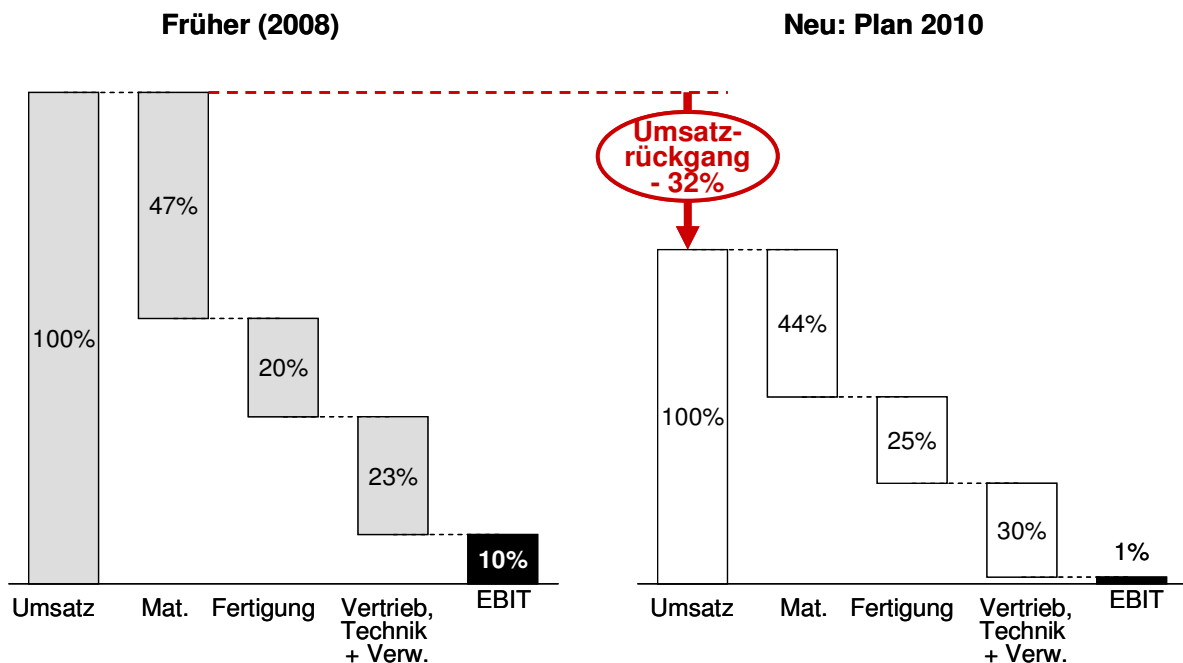 Früher (2008)
Neu: Plan 2010
Umsatz-
rückgang
- 32%
100%
47%
20%
23%
10%
100%
44%
25%
30%
1%
Umsatz
Mat.
Fertigung
Vertrieb,
Technik
+ Verw.
EBIT
Umsatz
Mat.
Fertigung
Vertrieb,
Technik
+ Verw.
EBIT